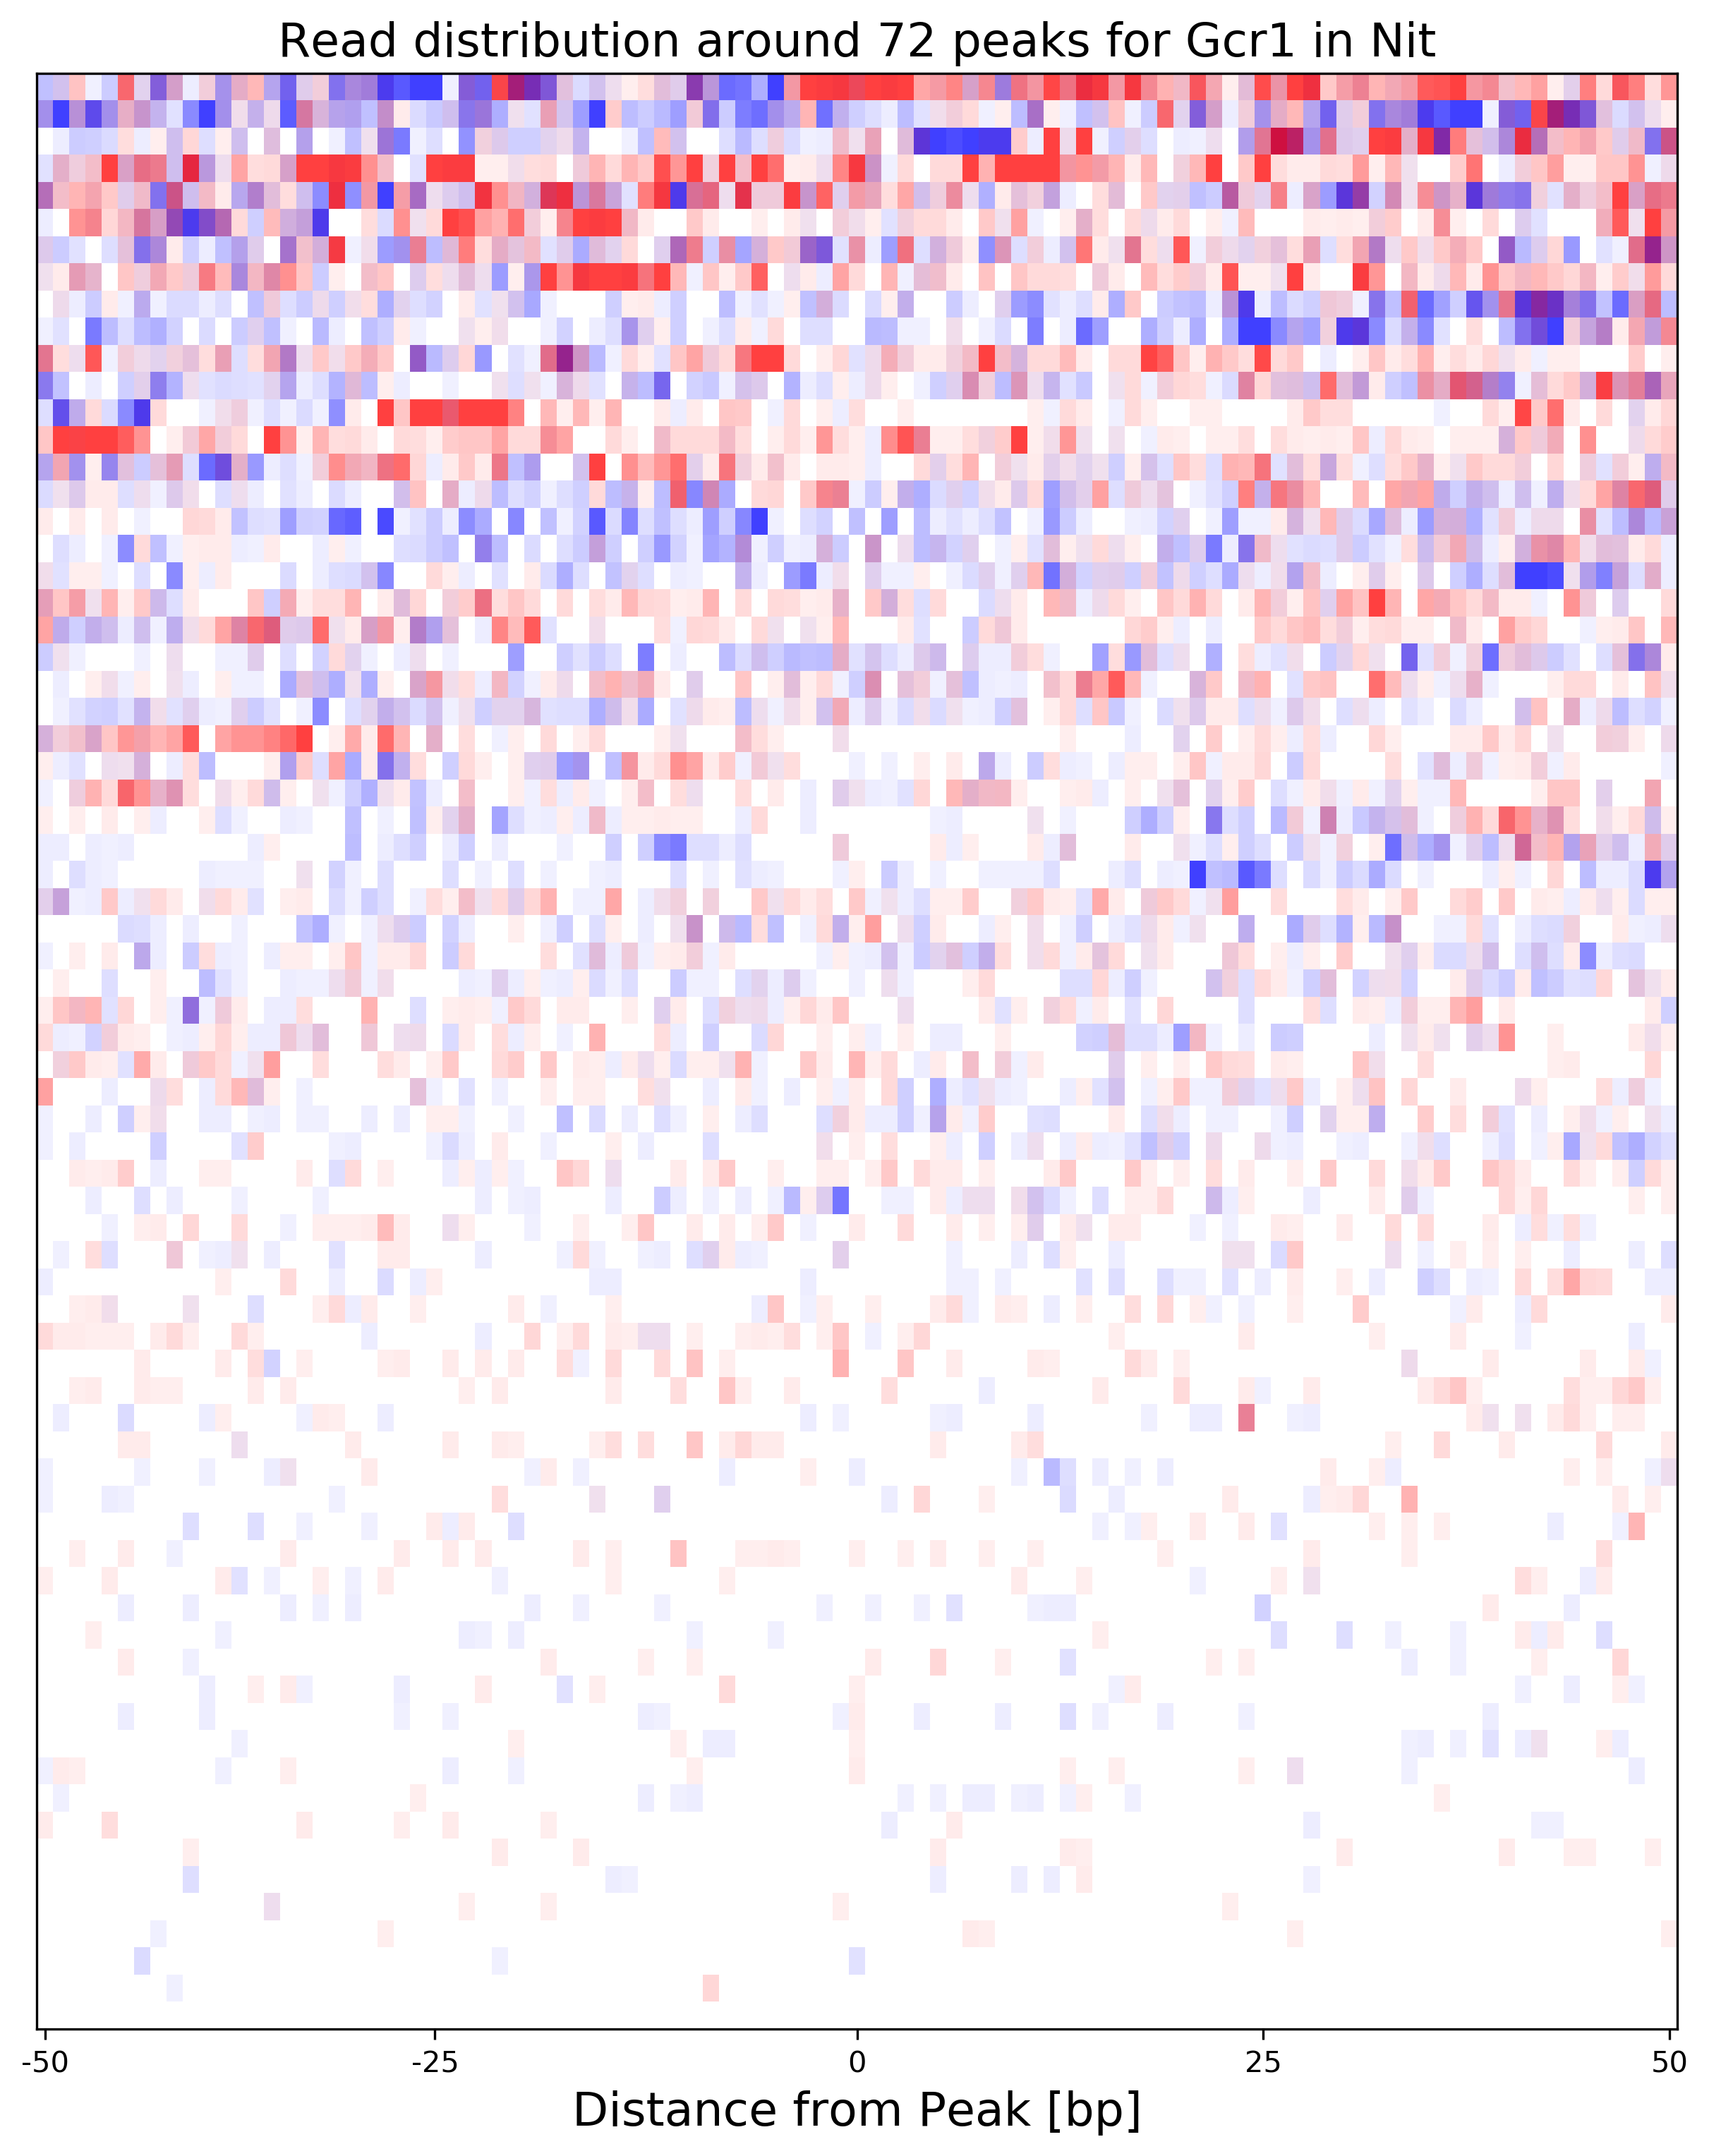 Read distribution around 72 peaks for Gcr1 in Nit
-50 -25 0 25 50
Distance from Peak [bp]